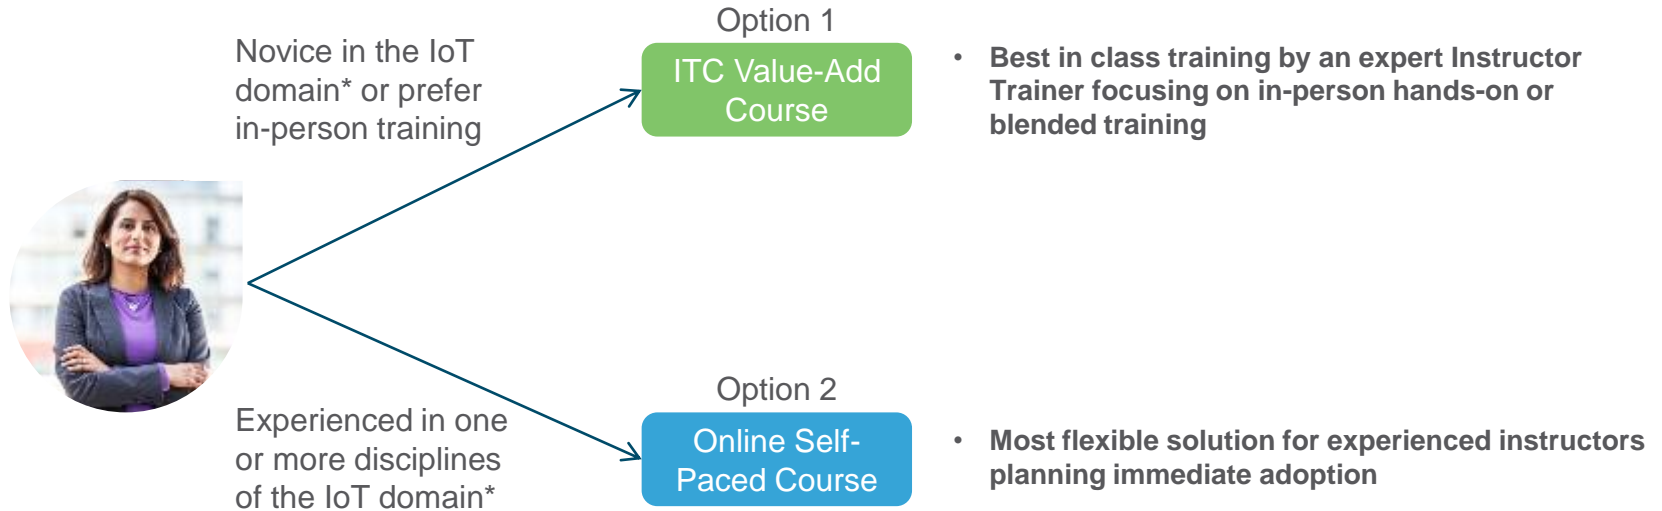 Option 1
Novice in the IoT
domain* or prefer
in-person training
ITC Value-Add
Course
• Best in class training by an expert Instructor
Trainer focusing on in-person hands-on or
blended training
Option 2
Experienced in one
or more disciplines
of the IoT domain*
Online Self-
Paced Course
• Most flexible solution for experienced instructors
planning immediate adoption